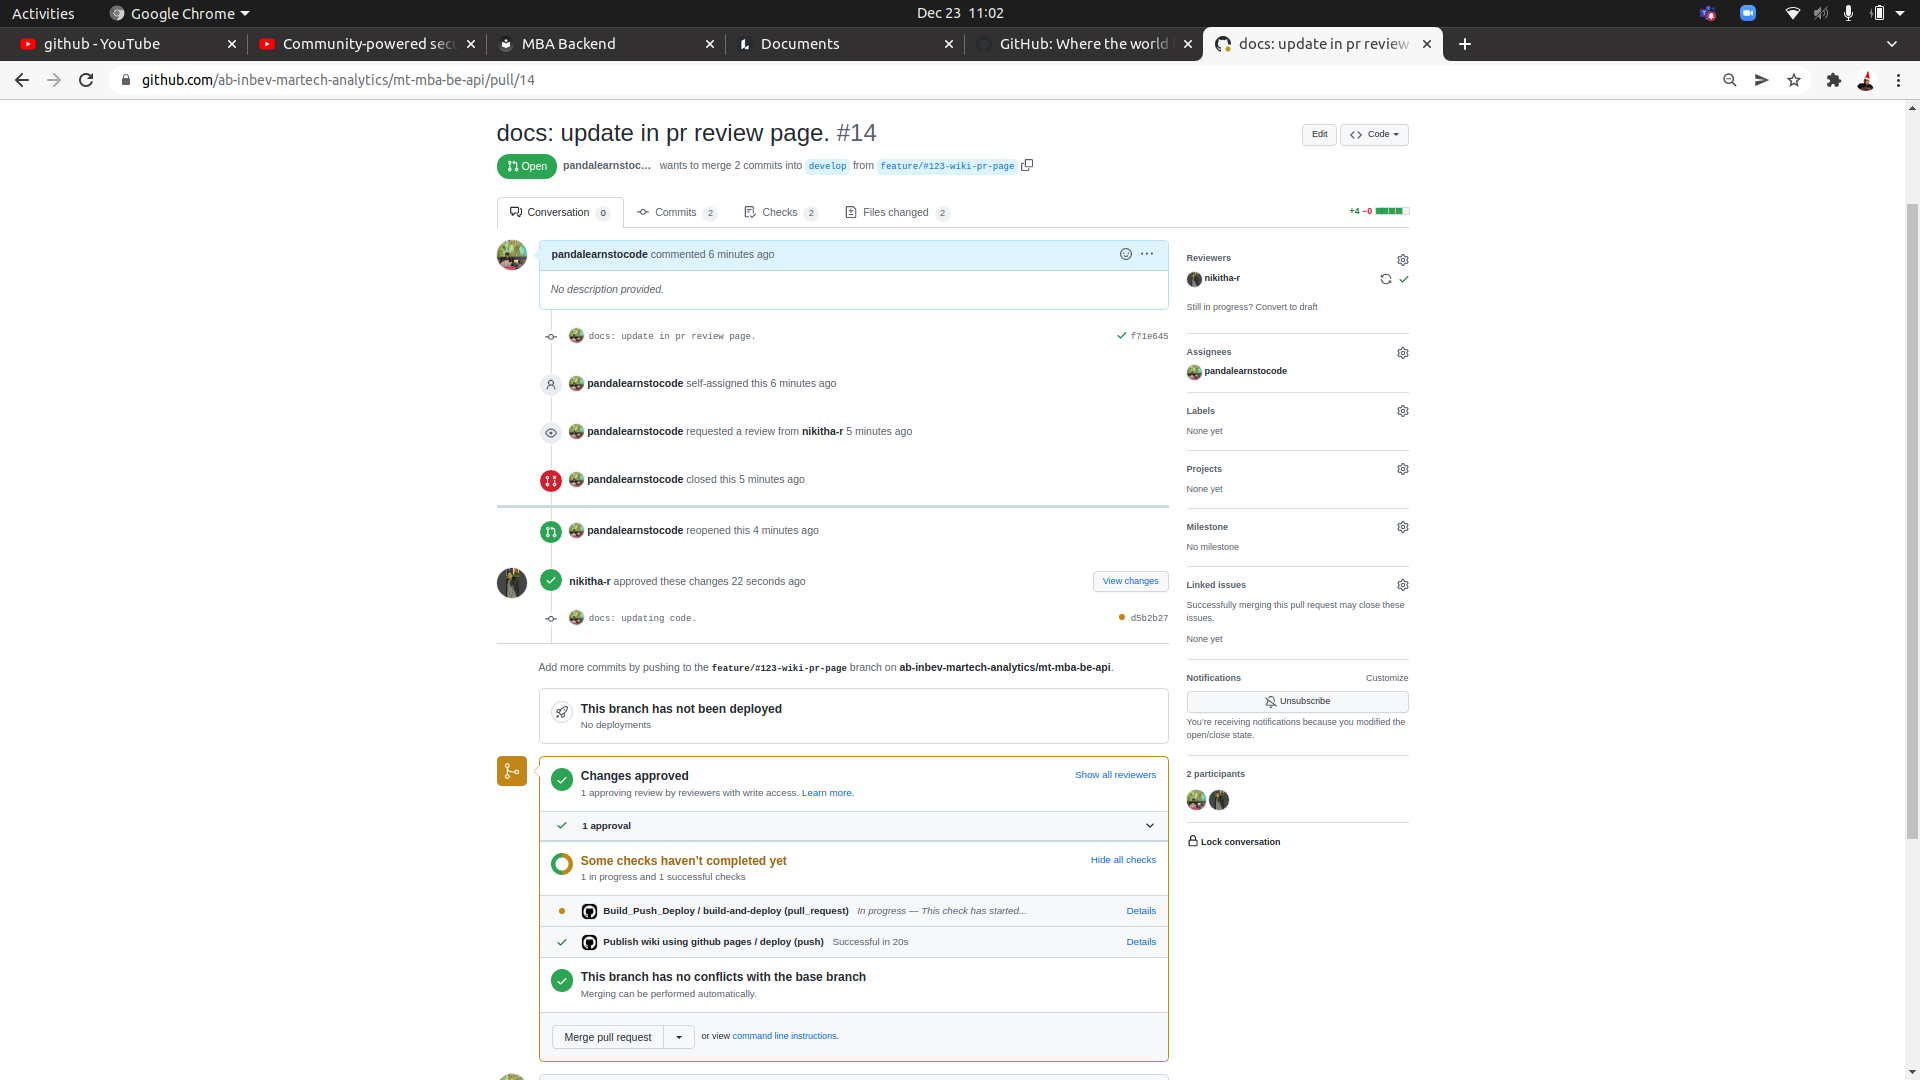 Activities
Google Chrome
Dec 23 11:02
github - YouTube
Community-powered sec
MBA Backend
Documents
GitHub: Where the world
docs: update in pr review
github.com/ab-inbev-martech-analytics/mt-mba-be-api/pull/14
docs: update in pr review page. #14
Edit
Code
Open
pandalearnstoc... wants to merge 2 commits into develop from feature/#123-wiki-pr-page
Conversation 0
Commits 2
Checks 2
Files changed 2
+4 −0
pandalearnstocode commented 6 minutes ago
No description provided.
docs: update in pr review page.
f71e645
pandalearnstocode self-assigned this 6 minutes ago
pandalearnstocode requested a review from nikitha-r 5 minutes ago
pandalearnstocode closed this 5 minutes ago
pandalearnstocode reopened this 4 minutes ago
nikitha-r approved these changes 22 seconds ago
View changes
docs: updating code.
d5b2b27
Add more commits by pushing to the feature/#123-wiki-pr-page branch on ab-inbev-martech-analytics/mt-mba-be-api.
This branch has not been deployed
No deployments
Changes approved
Show all reviewers
1 approving review by reviewers with write access. Learn more.
1 approval
Some checks haven't completed yet
Hide all checks
1 in progress and 1 successful checks
Build_Push_Deploy / build-and-deploy (pull_request) In progress — This check has started...
Details
Publish wiki using github pages / deploy (push) Successful in 20s
Details
This branch has no conflicts with the base branch
Merging can be performed automatically.
Merge pull request
or view command line instructions.
Reviewers
nikitha-r
Still in progress? Convert to draft
Assignees
pandalearnstocode
Labels
None yet
Projects
None yet
Milestone
No milestone
Linked issues
Successfully merging this pull request may close these
issues.
None yet
Notifications
Customize
Unsubscribe
You're receiving notifications because you modified the
open/close state.
2 participants
Lock conversation